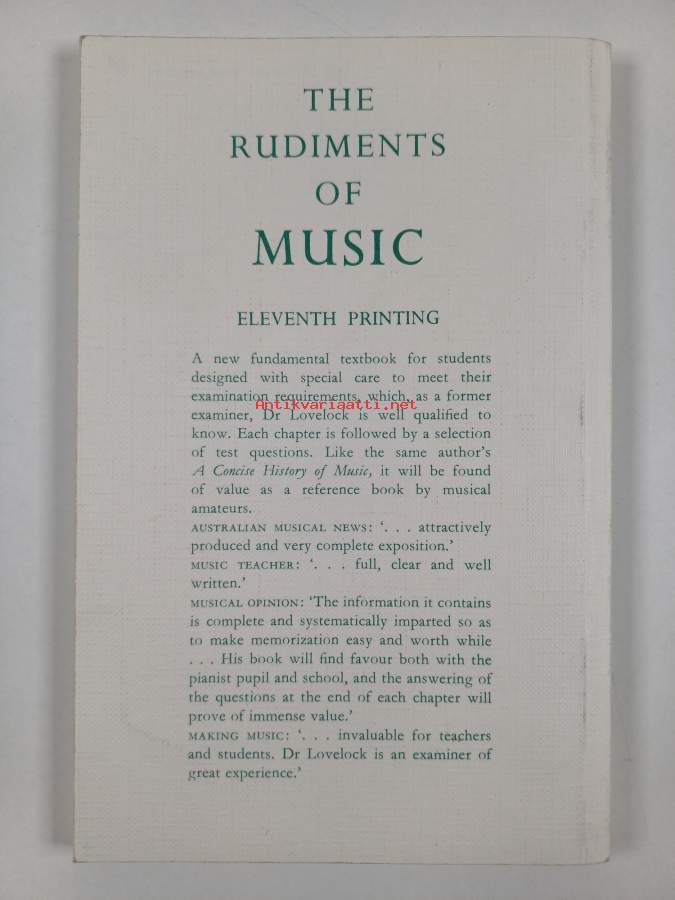 THE
RUDIMENTS
OF
MUSIC
ELEVENTH PRINTING
A new fundamental textbook for students
designed with special care to meet their
examination requirements, which, as a former
Antikvariaatti.net
examiner, Dr Lovelock is well qualified to
know. Each chapter is followed by a selection
of test questions. Like the same author's
A Concise History of Music, it will be found
of value as a reference book by musical
amateurs.
AUSTRALIAN MUSICAL NEWS: '. . . attractively
produced and very complete exposition.'
MUSIC TEACHER: '. . . full, clear and well
written.'
MUSICAL OPINION: 'The information it contains
is complete and systematically imparted so as
to make memorization easy and worth while
. . . His book will find favour both with the
pianist pupil and school, and the answering of
the questions at the end of each chapter will
prove of immense value.'
MAKING MUSIC: '. . . invaluable for teachers
and students. Dr Lovelock is an examiner of
great experience.'